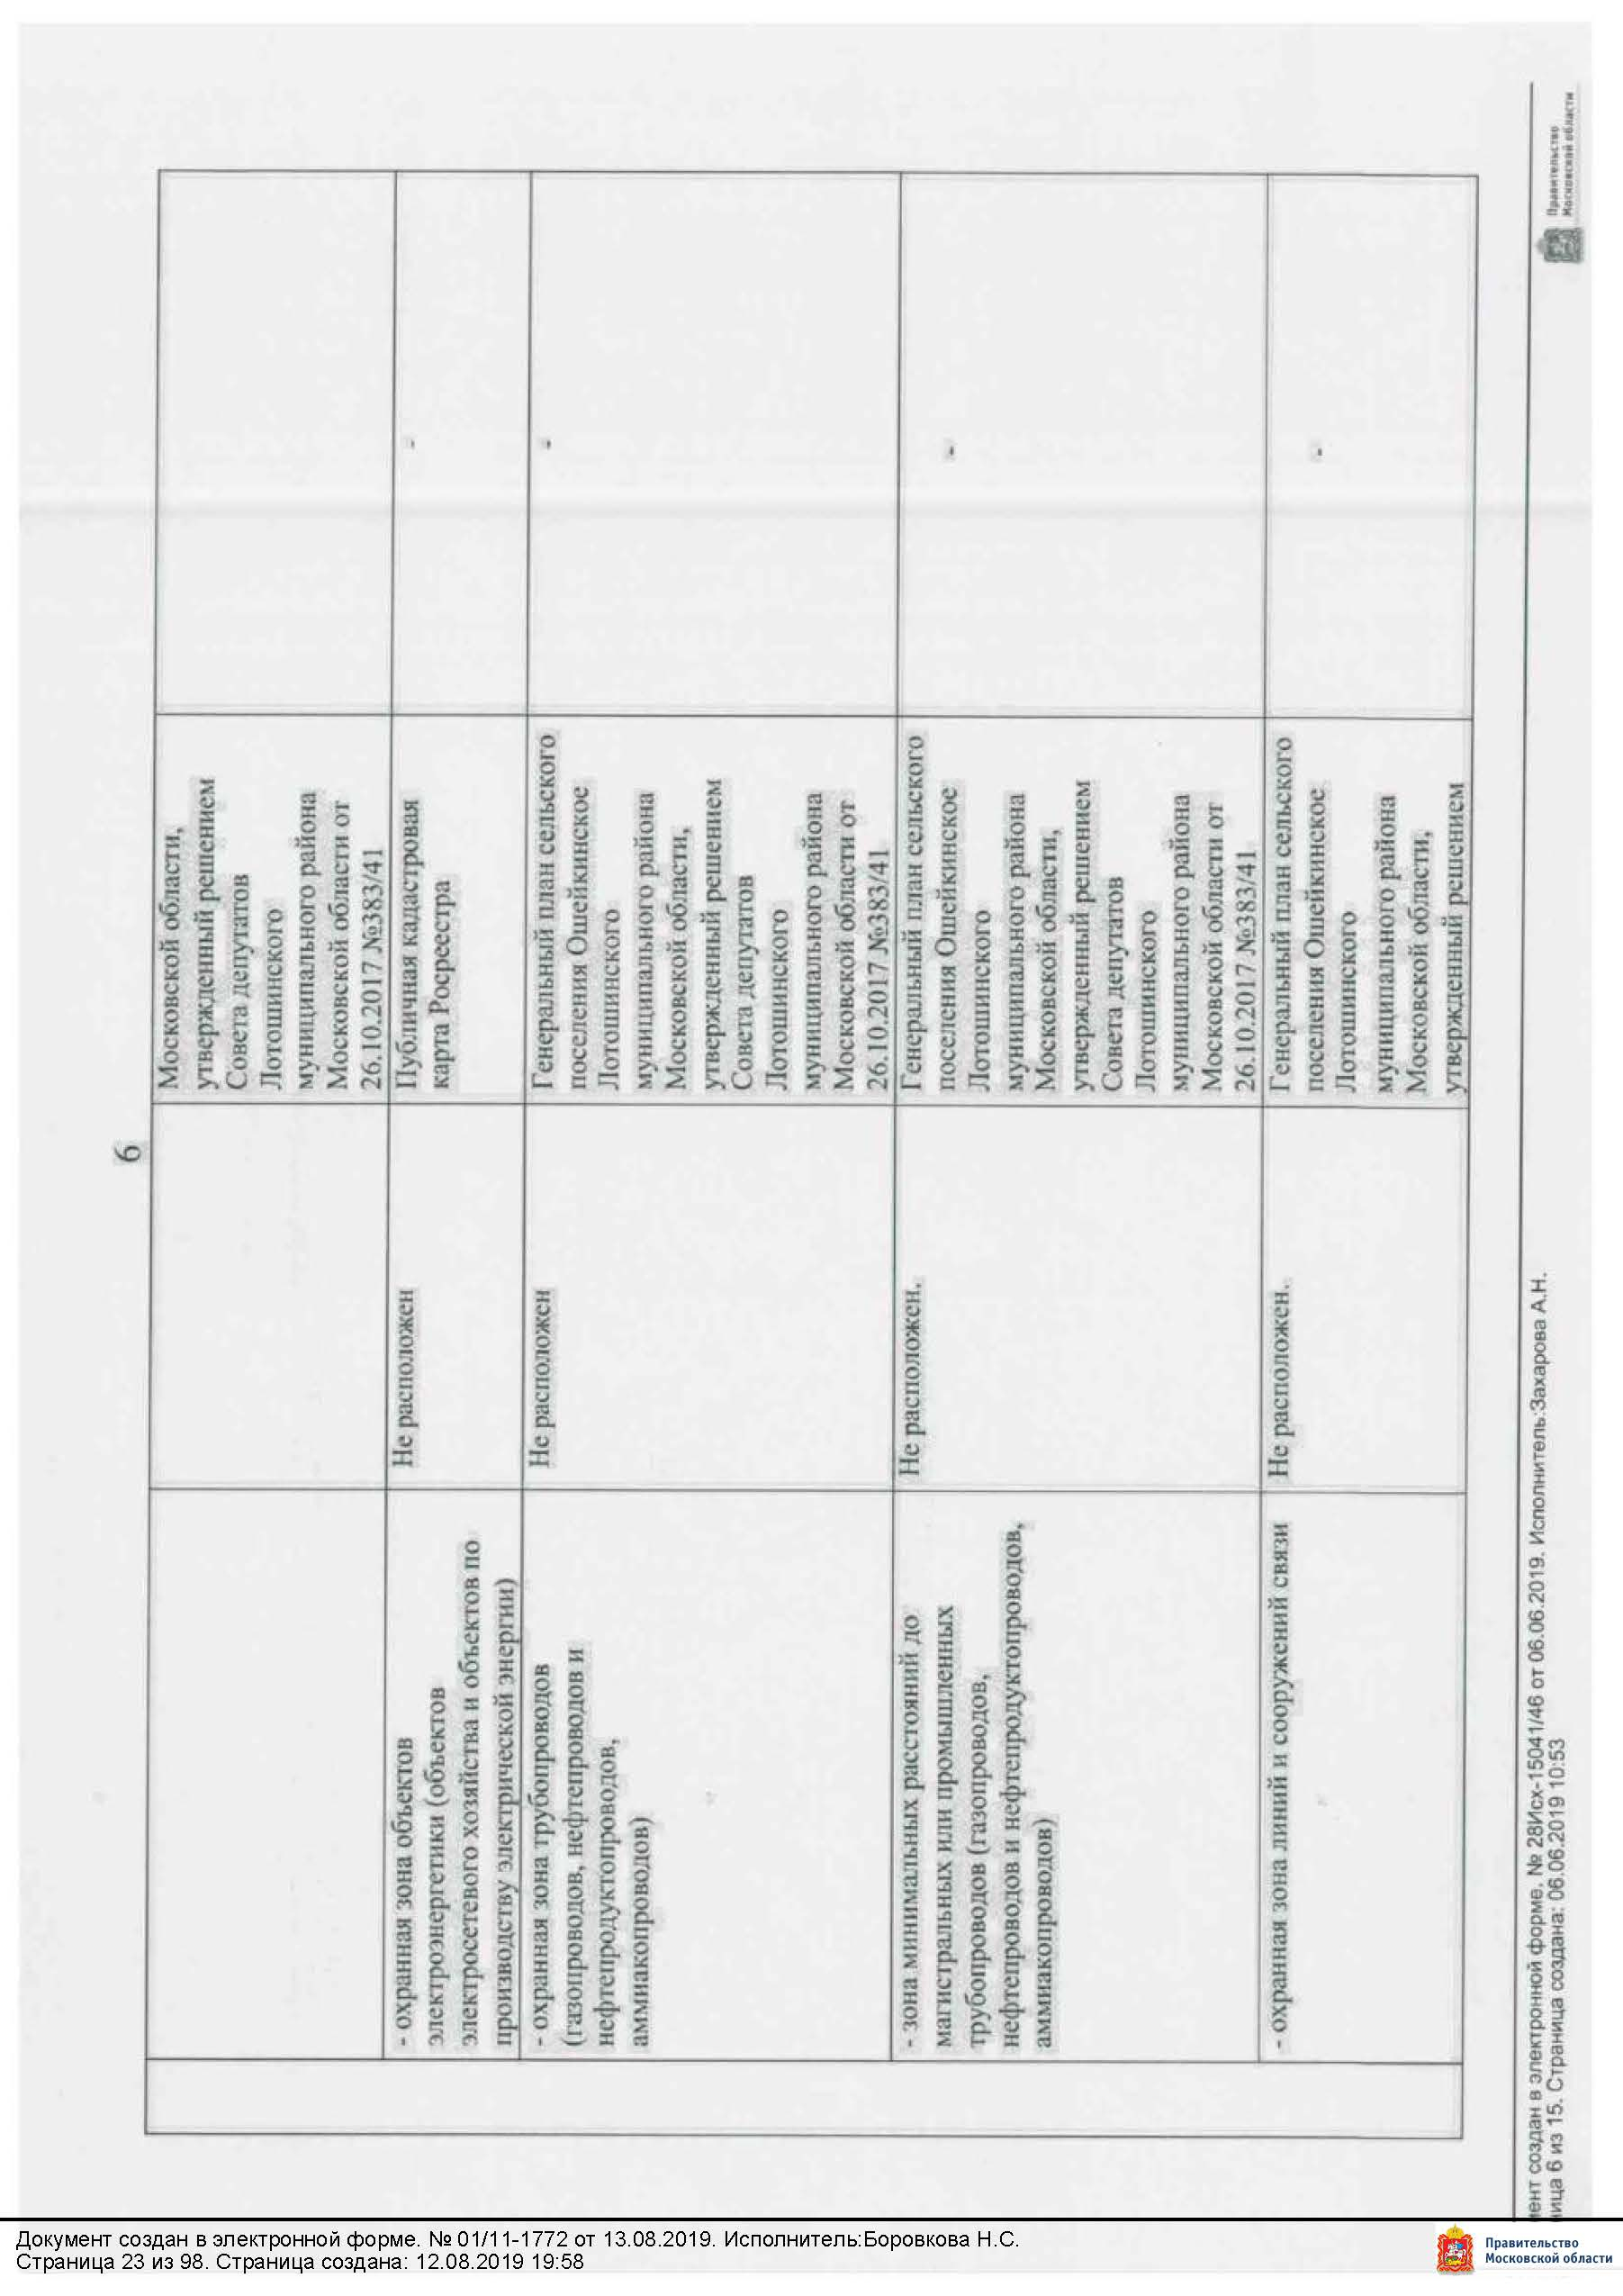 6
Московской области,
утвержденный решением
Совета депутатов
Лотошинского
муниципального района
Московской области от
26.10.2017 №383/41
- охранная зона объектов
электроэнергетики (объектов
электросетевого хозяйства и объектов по
производству электрической энергии)
Не расположен
Публичная кадастровая
карта Росреестра
-
- охранная зона трубопроводов
(газопроводов, нефтепроводов и
нефтепродуктопроводов,
аммиакопроводов)
Не расположен
Генеральный план сельского
поселения Ошейкинское
Лотошинского
муниципального района
Московской области,
утвержденный решением
Совета депутатов
Лотошинского
муниципального района
Московской области от
26.10.2017 №383/41
-
- зона минимальных расстояний до
магистральных или промышленных
трубопроводов (газопроводов,
нефтепроводов и нефтепродуктопроводов,
аммиакопроводов)
Не расположен.
Генеральный план сельского
поселения Ошейкинское
Лотошинского
муниципального района
Московской области,
утвержденный решением
Совета депутатов
Лотошинского
муниципального района
Московской области от
26.10.2017 №383/41
-
- охранная зона линий и сооружений связи
Не расположен.
Генеральный план сельского
поселения Ошейкинское
Лотошинского
муниципального района
Московской области,
утвержденный решением
-
мент создан в электронной форме. № 28Исх-15041/46 от 06.06.2019. Исполнитель:Захарова А.Н.
ница 6 из 15. Страница создана: 06.06.2019 10:53
Правительство
Московской области
Документ создан в электронной форме. № 01/11-1772 от 13.08.2019. Исполнитель:Боровкова Н.С.
Страница 23 из 98. Страница создана: 12.08.2019 19:58
Правительство
Московской области